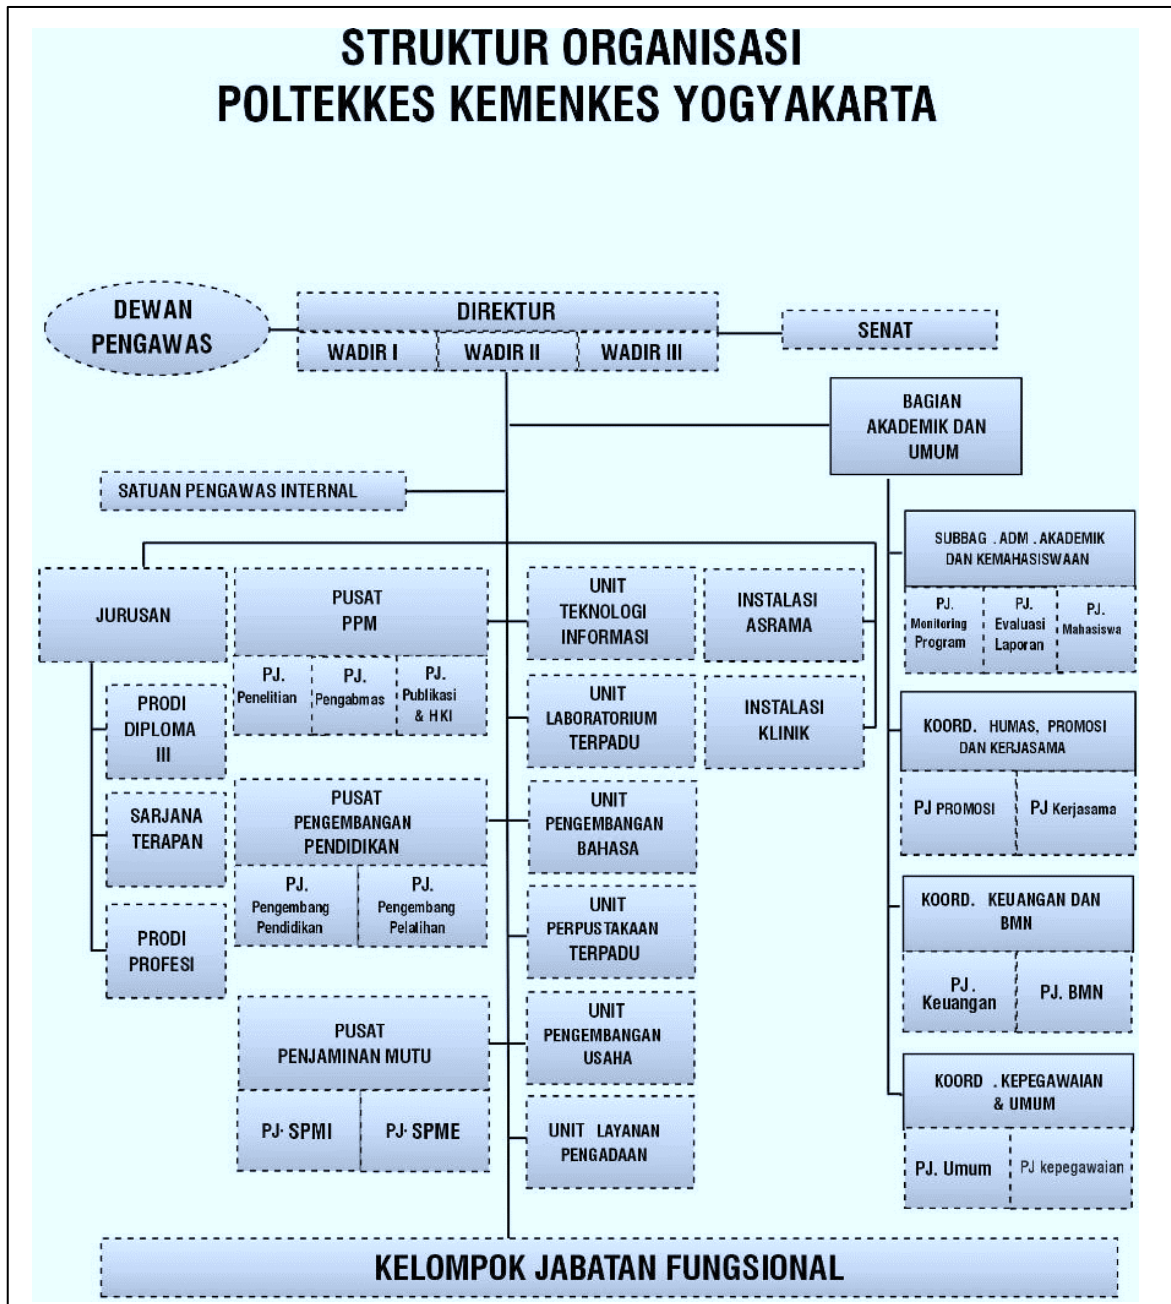 STRUKTUR ORGANISASI
POLTEKKES KEMENKES YOGYAKARTA
DEWAN
PENGAWAS
DIREKTUR
WADIR I
WADIR II
WADIR III
SENAT
BAGIAN
AKADEMIK DAN
UMUM
SATUAN PENGAWAS INTERNAL
SUBBAG . ADM . AKADEMIK
DAN KEMAHASISWAAN
PJ.
Monitoring
Program
PJ.
Evaluasi
Laporan
PJ.
Mahasiswa
JURUSAN
PRODI
DIPLOMA
III
SARJANA
TERAPAN
PRODI
PROFESI
PUSAT
PPM
PJ.
Penelitian
PJ.
Pengabmas
PJ.
Publikasi
& HKI
PUSAT
PENGEMBANGAN
PENDIDIKAN
PJ.
Pengembang
Pendidikan
PJ.
Pengembang
Pelalihan
PUSAT
PENJAMINAN MUTU
PJ· SPMI
PJ· SPME
UNIT
TEKNOLOGI
INFORMASI
UNIT
LABORATORIUM
TERPADU
UNIT
PENGEMBANGAN
BAHASA
UNIT
PERPUSTAKAAN
TERPADU
UNIT
PENGEMBANGAN
USAHA
UNIT LAYANAN
PENGADAAN
INSTALASI
ASRAMA
INSTALASI
KLINIK
KOORD. HUMAS, PROMOSI
DAN KERJASAMA
PJ PROMOSI
PJ Kerjasama
KOORD. KEUANGAN DAN
BMN
PJ .
Keuangan
PJ. BMN
KOORD . KEPEGAWAIAN
& UMUM
PJ. Umum
PJ kepegawaian
KELOMPOK JABATAN FUNGSIONAL